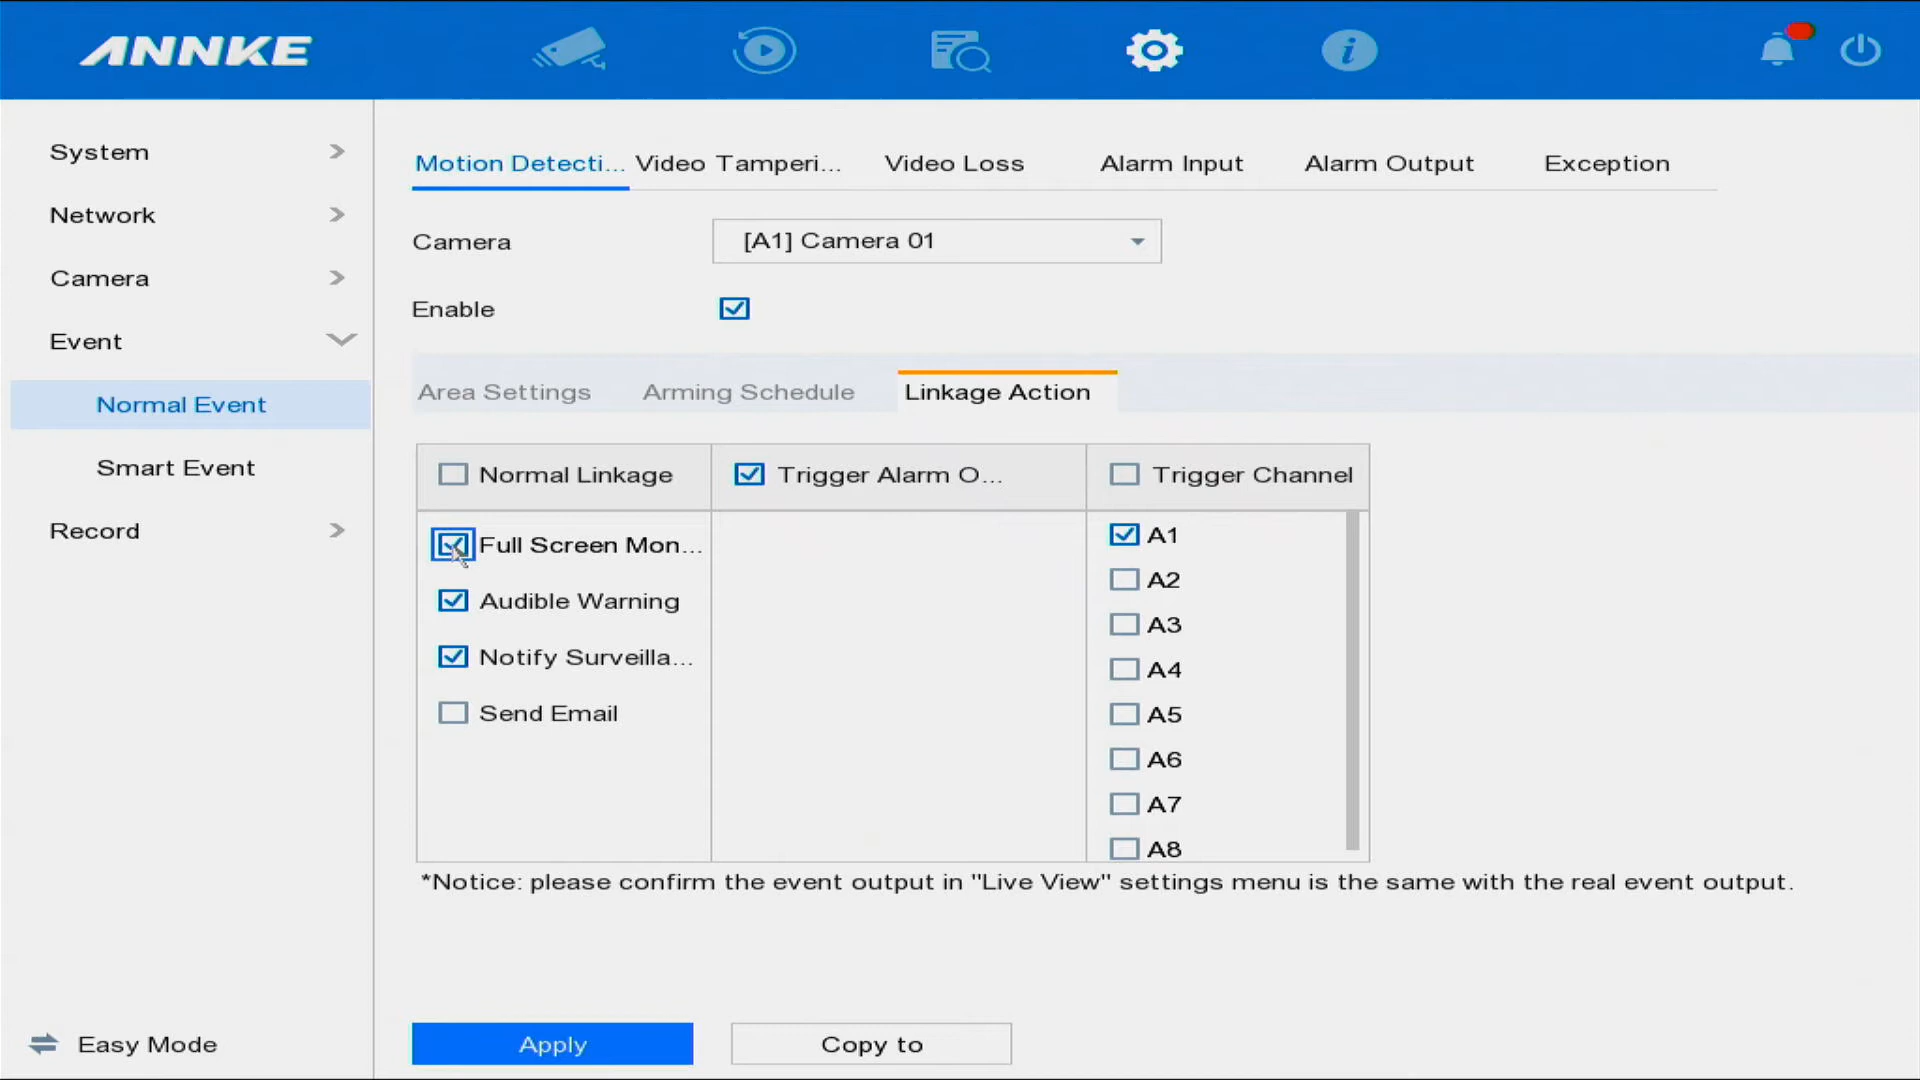 ANNKE
System
Network
Camera
Event
Normal Event
Smart Event
Record
Easy Mode
Motion Detecti... Video Tamperi... Video Loss Alarm Input Alarm Output Exception
Camera [A1] Camera 01
Enable
Area Settings Arming Schedule Linkage Action
Normal Linkage Trigger Alarm O... Trigger Channel
Full Screen Mon...
Audible Warning
Notify Surveilla...
Send Email
A1
A2
A3
A4
A5
A6
A7
A8
*Notice: please confirm the event output in "Live View" settings menu is the same with the real event output.
Apply Copy to